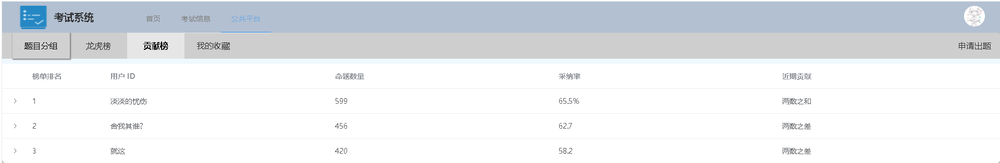 考试系统 首页 考试信息 公共平台
题目分组 龙虎榜 贡献榜 我的收藏 申请出题
榜单排名 用户 ID 命题数量 采纳率 近期贡献
1 淡淡的忧伤 599 65.5% 两数之和
2 舍我其谁? 456 62.7 两数之差
3 就这 420 58.2 两数之差